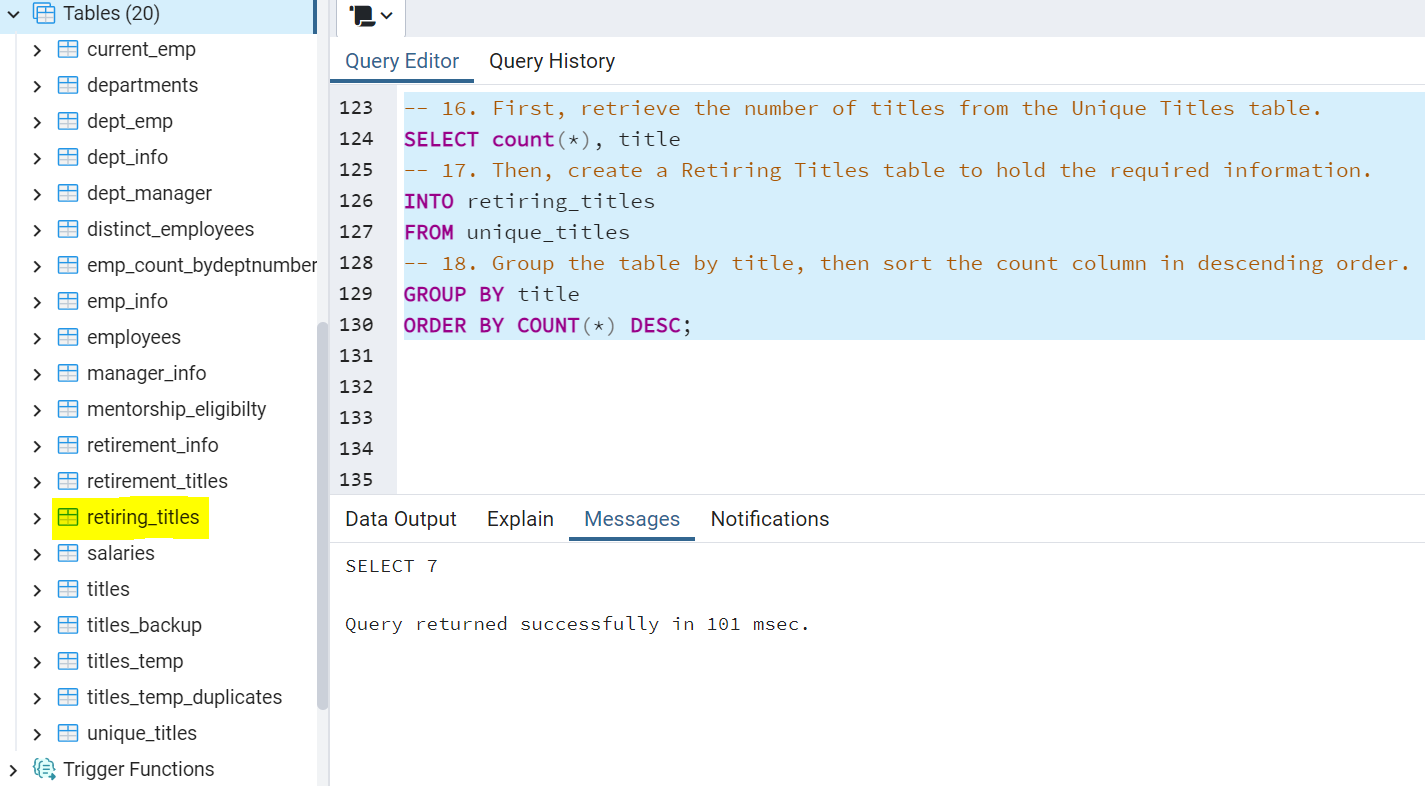 Tables (20)
current_emp
departments
dept_emp
dept_info
dept_manager
distinct_employees
emp_count_bydeptnumber
emp_info
employees
manager_info
mentorship_eligibilty
retirement_info
retirement_titles
retiring_titles
salaries
titles
titles_backup
titles_temp
titles_temp_duplicates
unique_titles
Trigger Functions
Query Editor Query History
123 -- 16. First, retrieve the number of titles from the Unique Titles table.
124 SELECT count(*), title
125 -- 17. Then, create a Retiring Titles table to hold the required information.
126 INTO retiring_titles
127 FROM unique_titles
128 -- 18. Group the table by title, then sort the count column in descending order.
129 GROUP BY title
130 ORDER BY COUNT(*) DESC;
131
132
133
134
135
Data Output Explain Messages Notifications
SELECT 7
Query returned successfully in 101 msec.